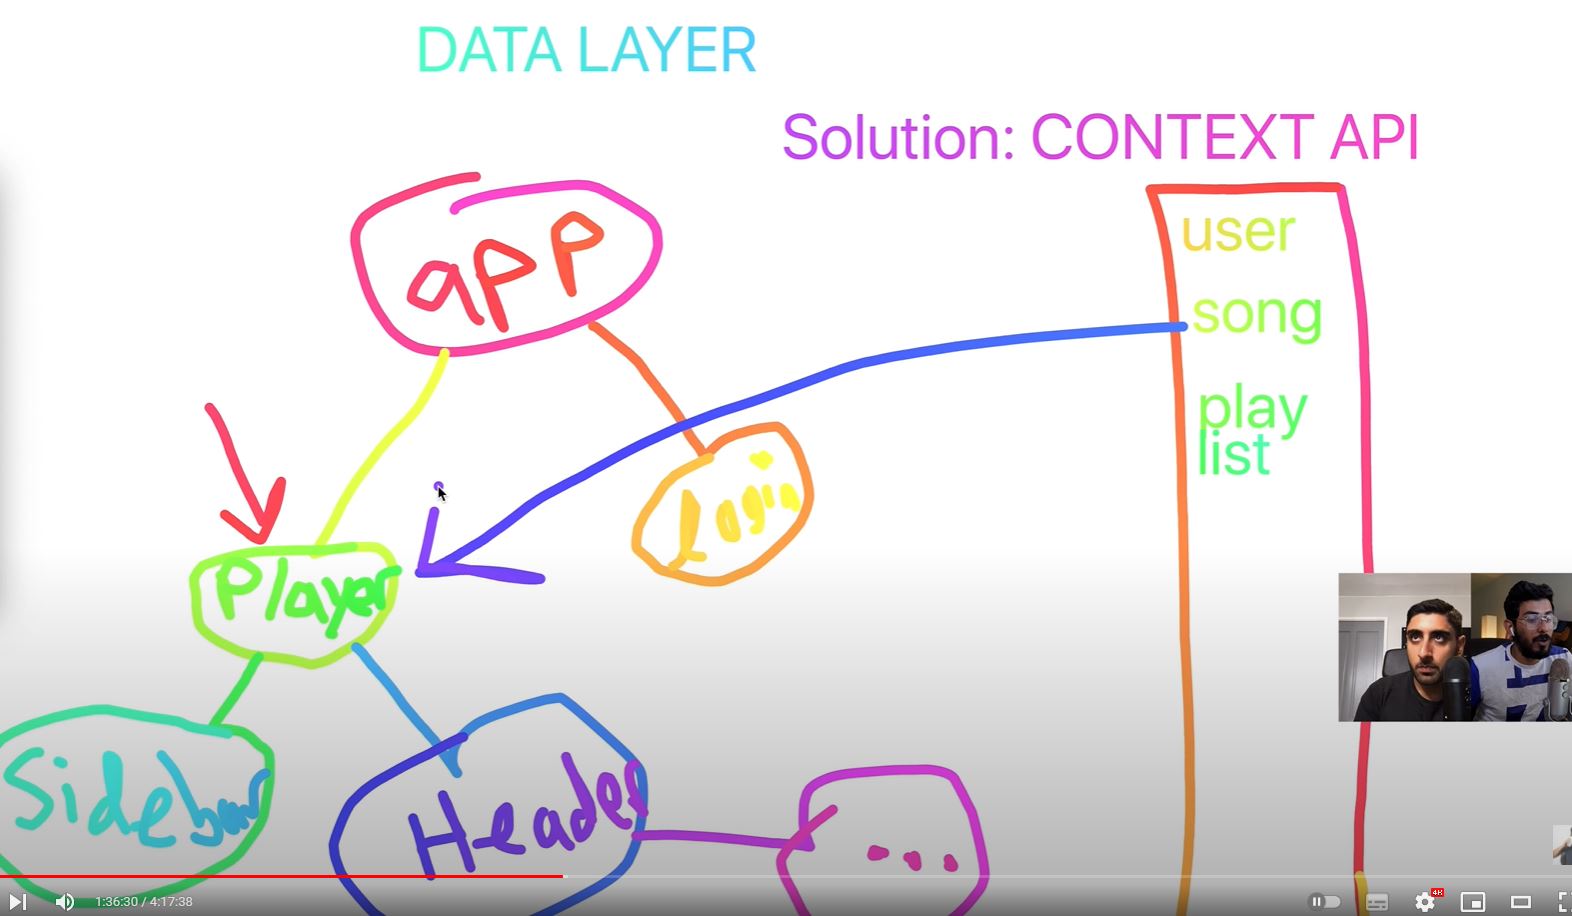 DATA LAYER
Solution: CONTEXT API
app
user
song
play
list
login
Player
Sidebar
Header
...
1:36:30 / 4:17:38
4K